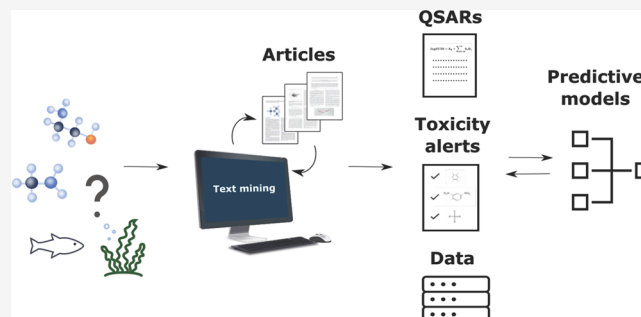 QSARs
Articles
Predictive
models
Toxicity
alerts
Text mining
?
Data